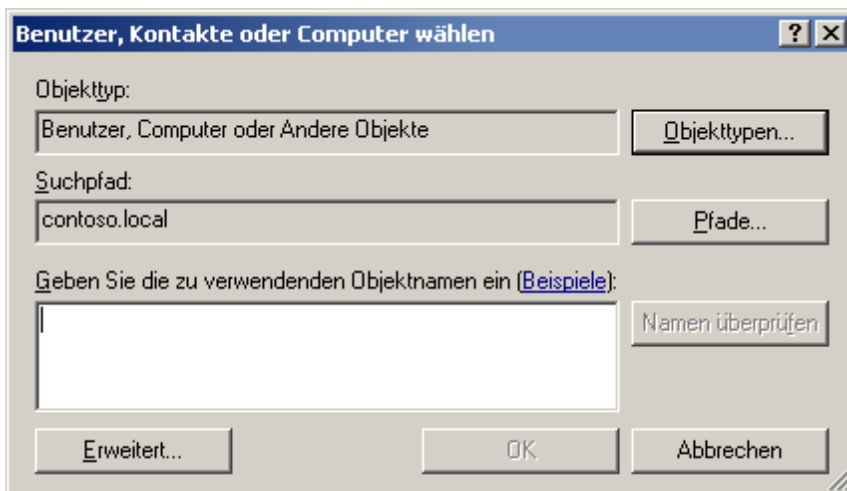 Benutzer, Kontakte oder Computer wählen
Objekttyp:
Benutzer, Computer oder Andere Objekte
Objekttypen...
Suchpfad:
contoso.local
Pfade...
Geben Sie die zu verwendenden Objektnamen ein (Beispiele):
Namen überprüfen
Erweitert...
OK
Abbrechen